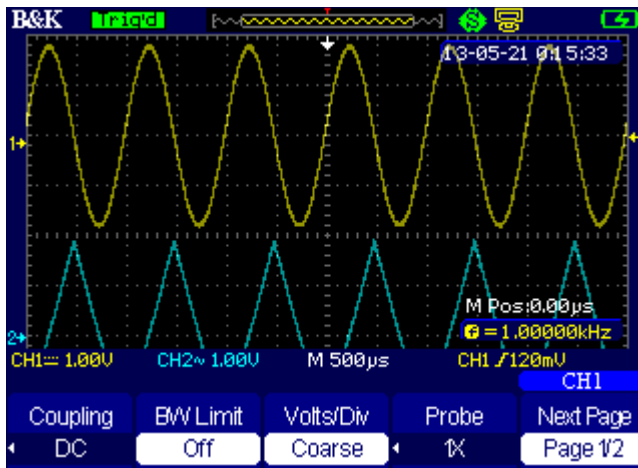 B&K Trig'd
13-05-21 01:15:33
1
M Pos:0.00µs
f = 1.00000kHz
2
CH1⎓ 1.00V CH2~ 1.00V M 500µs CH1 /120mV
CH1
Coupling BW Limit Volts/Div Probe Next Page
DC Off Coarse 1X Page 1/2